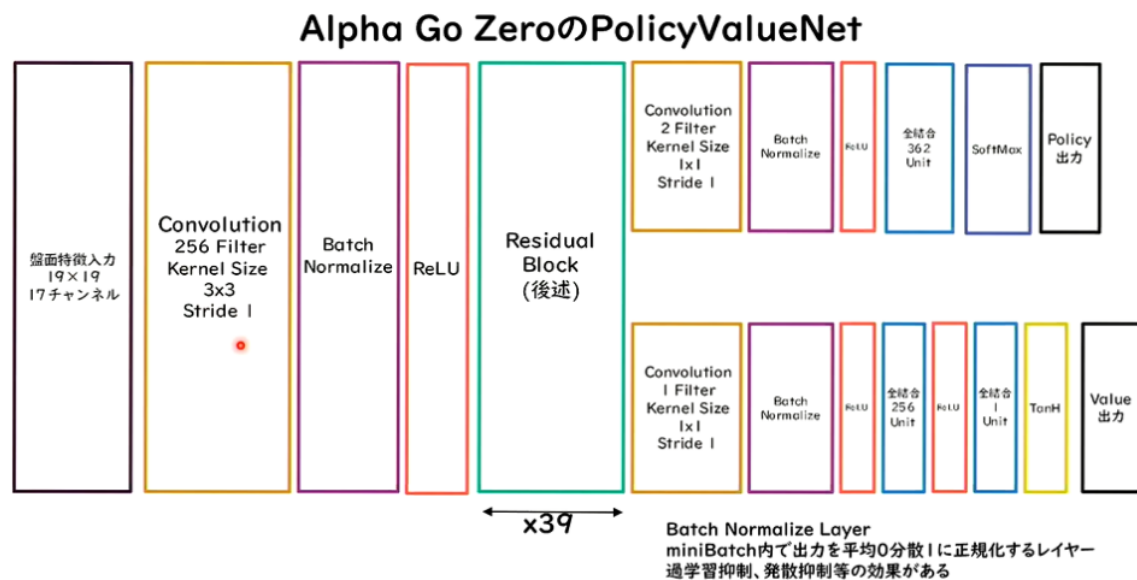 Alpha Go ZeroのPolicyValueNet
盤面特徴入力
19×19
17チャンネル
Convolution
256 Filter
Kernel Size
3x3
Stride 1
Batch
Normalize
ReLU
Residual
Block
(後述)
x39
Convolution
2 Filter
Kernel Size
1x1
Stride 1
Batch
Normalize
ReLU
全結合
362
Unit
SoftMax
Policy
出力
Convolution
1 Filter
Kernel Size
1x1
Stride 1
Batch
Normalize
ReLU
全結合
256
Unit
ReLU
全結合
1
Unit
TanH
Value
出力
Batch Normalize Layer
miniBatch内で出力を平均0分散1に正規化するレイヤー
過学習抑制、発散抑制等の効果がある